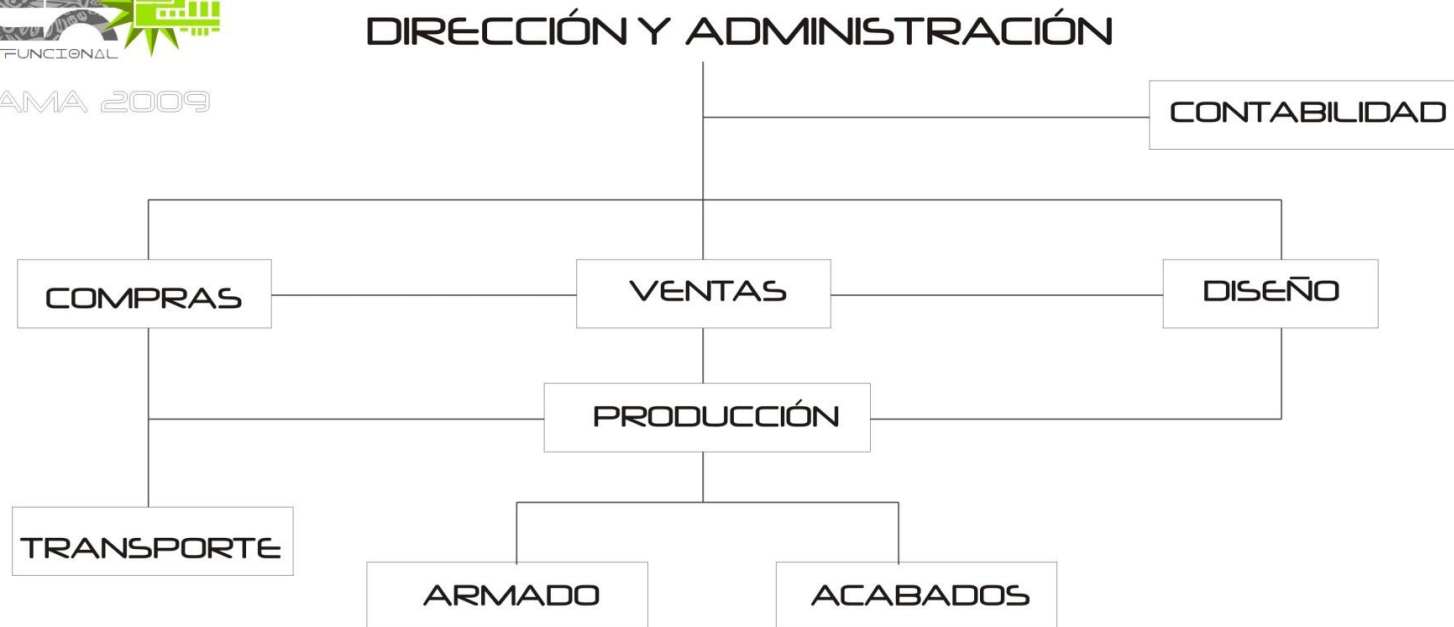 DIRECCIÓN Y ADMINISTRACIÓN
FUNCIONAL
AMA 2009
CONTABILIDAD
COMPRAS
VENTAS
DISEÑO
PRODUCCIÓN
TRANSPORTE
ARMADO
ACABADOS